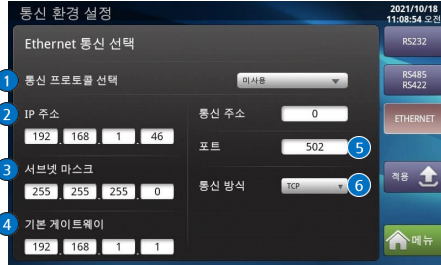 통신 환경 설정
2021/10/18
11:08:54 오전
Ethernet 통신 선택
RS232
1 통신 프로토콜 선택 미사용
RS485
RS422
2 IP 주소
통신 주소 0
ETHERNET
192 . 168 . 1 . 46
포트 502 5
3 서브넷 마스크
통신 방식 TCP 6
적용
255 . 255 . 255 . 0
4 기본 게이트웨이
192 . 168 . 1 . 1
메뉴